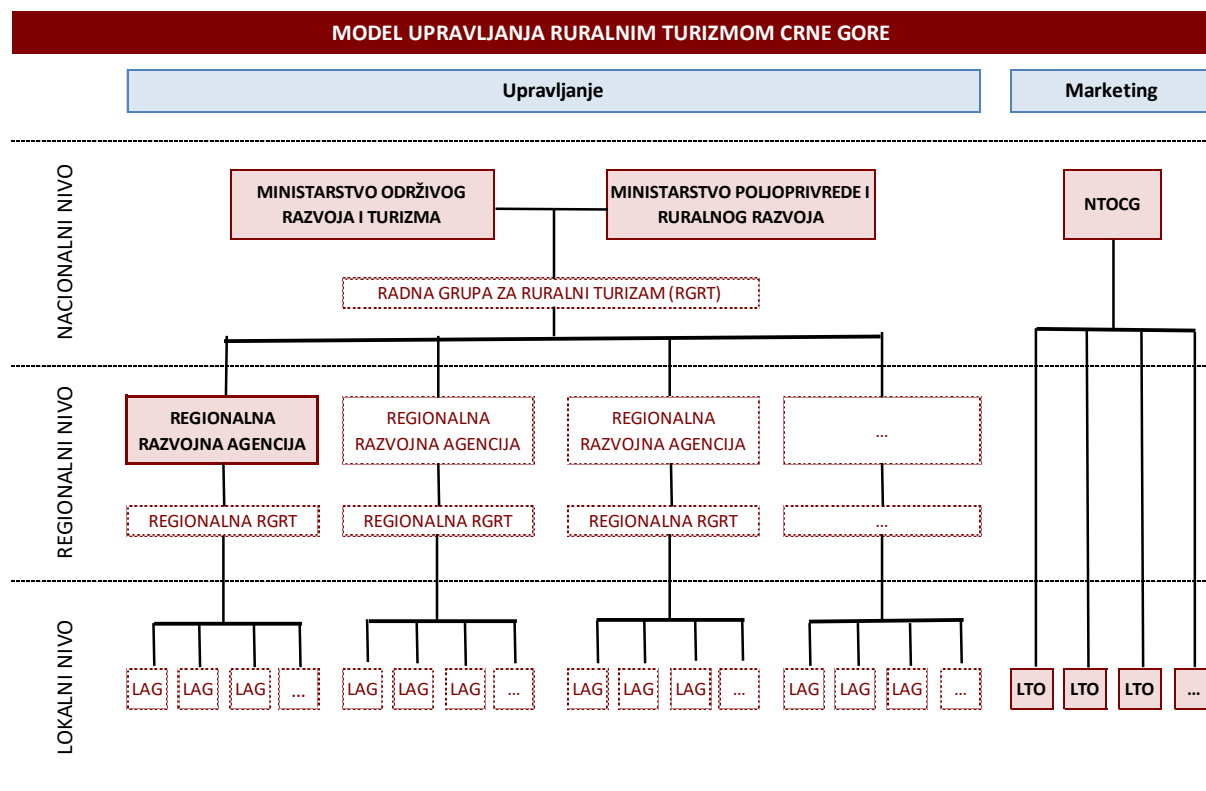 MODEL UPRAVLJANJA RURALNIM TURIZMOM CRNE GORE
Upravljanje
Marketing
NACIONALNI NIVO
MINISTARSTVO ODRŽIVOG
RAZVOJA I TURIZMA
MINISTARSTVO POLJOPRIVREDE I
RURALNOG RAZVOJA
NTOCG
RADNA GRUPA ZA RURALNI TURIZAM (RGRT)
REGIONALNI NIVO
REGIONALNA
RAZVOJNA AGENCIJA
REGIONALNA
RAZVOJNA AGENCIJA
REGIONALNA
RAZVOJNA AGENCIJA
...
REGIONALNA RGRT
REGIONALNA RGRT
REGIONALNA RGRT
...
LOKALNI NIVO
LAG
LAG
LAG
...
LAG
LAG
LAG
...
LAG
LAG
LAG
...
LAG
LAG
LAG
...
LTO
LTO
LTO
...